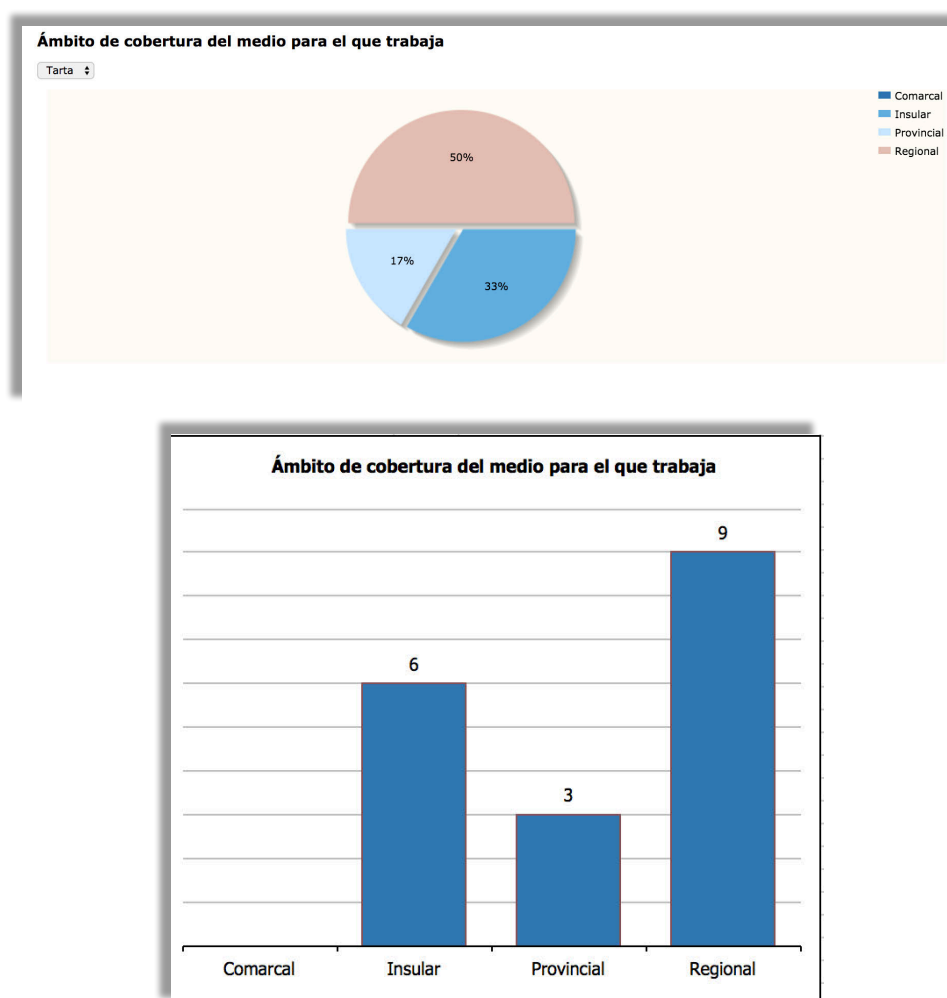 Ámbito de cobertura del medio para el que trabaja
Tarta
Comarcal
Insular
Provincial
Regional
50%
17%
33%
Ámbito de cobertura del medio para el que trabaja
9
6
3
Comarcal Insular Provincial Regional